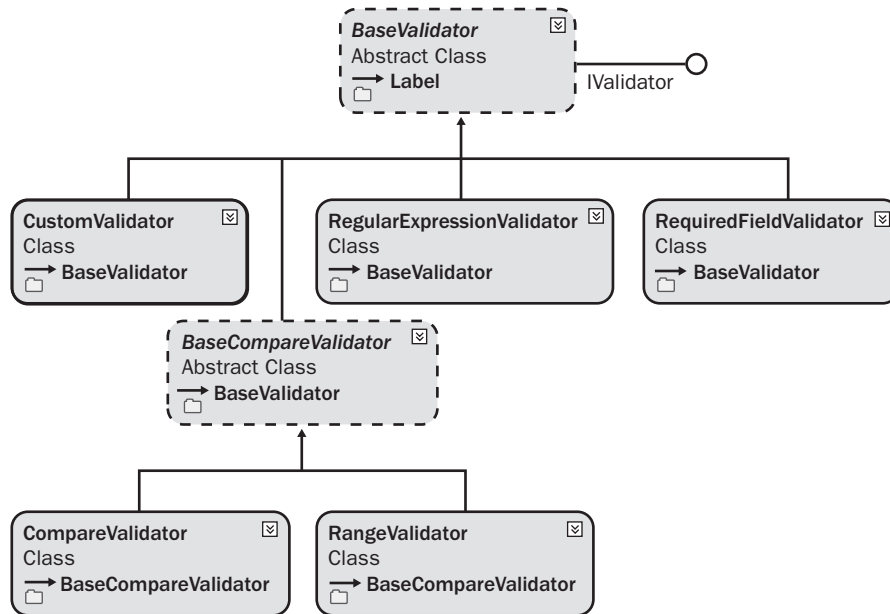 BaseValidator
Abstract Class
Label
IValidator
CustomValidator
Class
BaseValidator
RegularExpressionValidator
Class
BaseValidator
RequiredFieldValidator
Class
BaseValidator
BaseCompareValidator
Abstract Class
BaseValidator
CompareValidator
Class
BaseCompareValidator
RangeValidator
Class
BaseCompareValidator